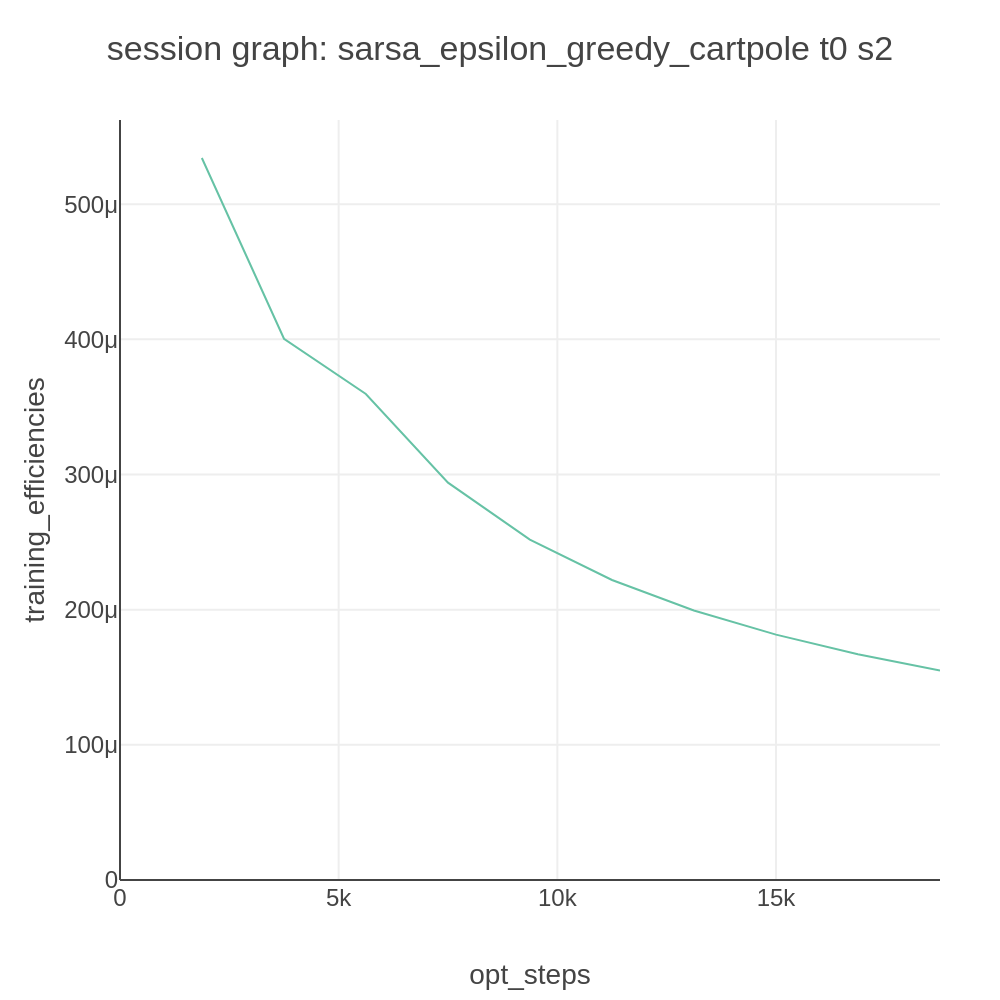 session graph: sarsa_epsilon_greedy_cartpole t0 s2
training_efficiencies
500μ
400μ
300μ
200μ
100μ
0
0 5k 10k 15k
opt_steps